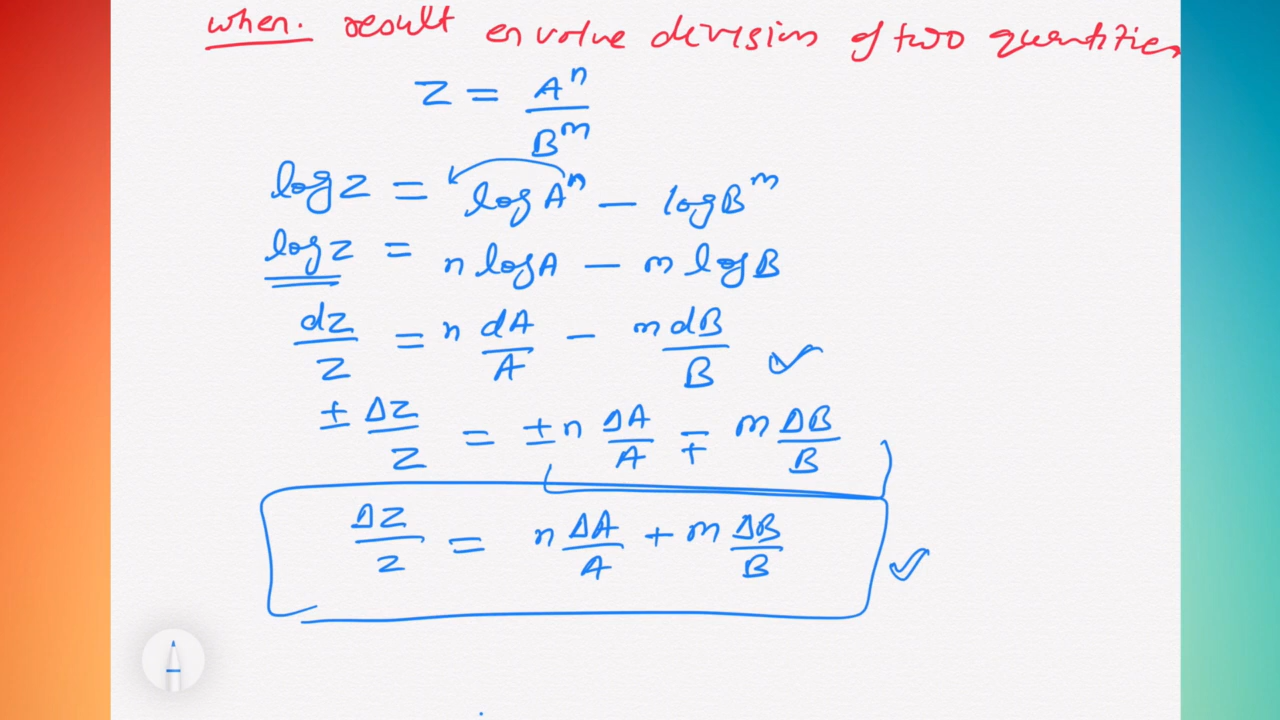 when. result envolve division of two quantities
Z = A^n / B^m
log Z = log A^n - log B^m
log Z = n log A - m log B
dZ/Z = n dA/A - m dB/B ✓
± ΔZ/Z = ± n ΔA/A ∓ m ΔB/B
ΔZ/Z = n ΔA/A + m ΔB/B ✓